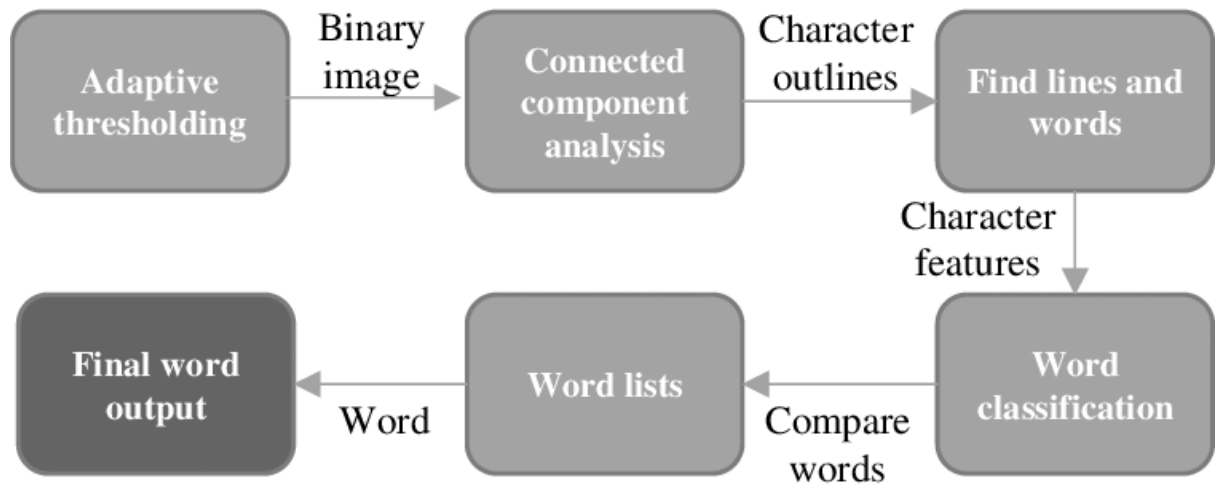 Adaptive
thresholding
Binary
image
Connected
component
analysis
Character
outlines
Find lines and
words
Character
features
Word
classification
Compare
words
Word lists
Word
Final word
output